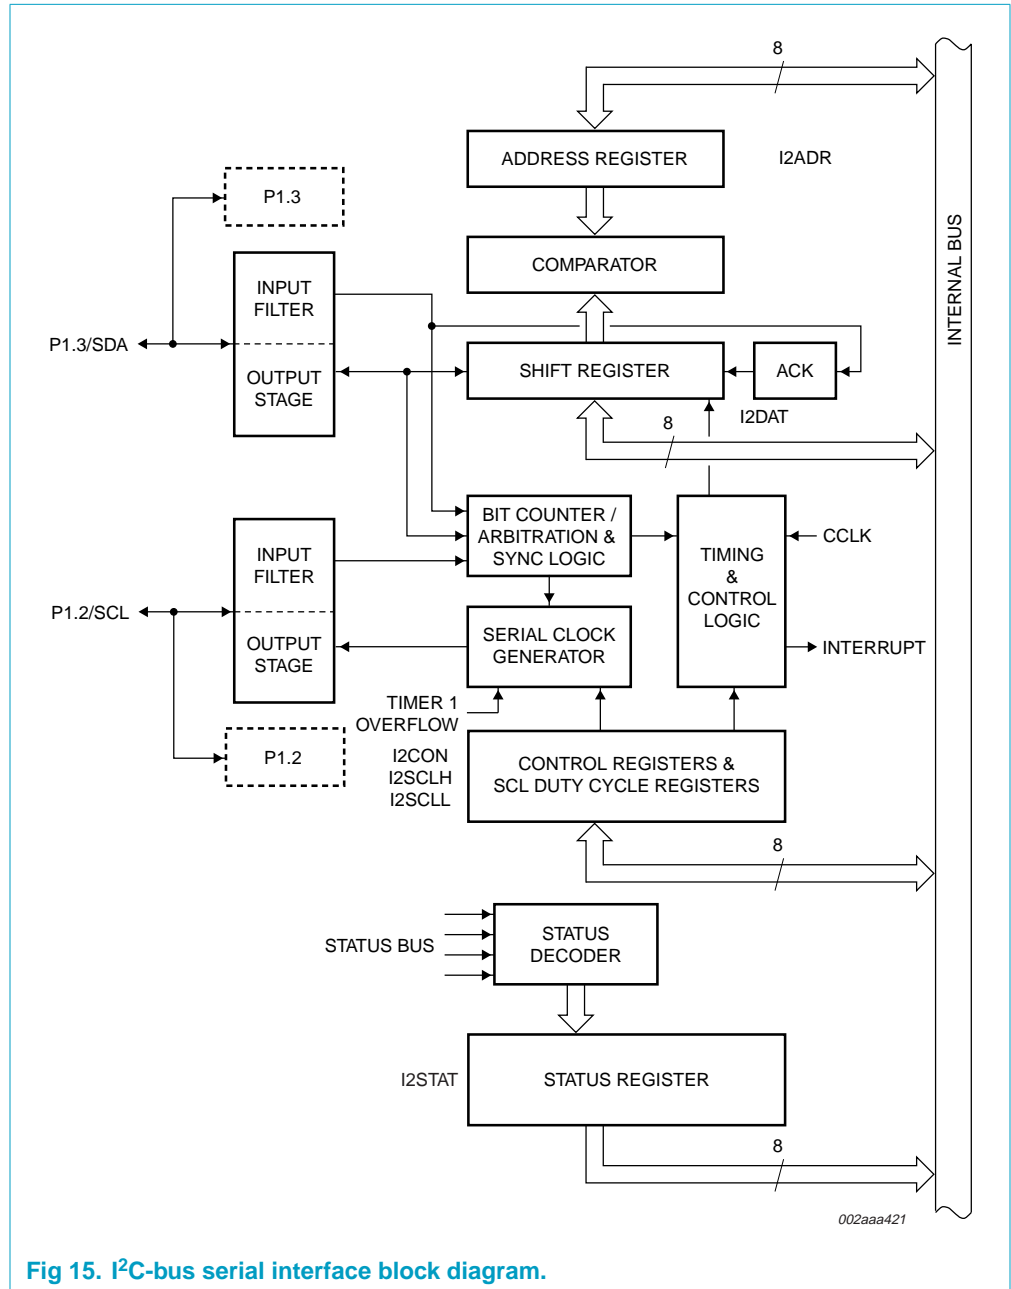 8
ADDRESS REGISTER
I2ADR
P1.3
INTERNAL BUS
COMPARATOR
INPUT
FILTER
P1.3/SDA
OUTPUT
STAGE
SHIFT REGISTER
ACK
I2DAT
8
BIT COUNTER /
ARBITRATION &
SYNC LOGIC
TIMING
&
CONTROL
LOGIC
CCLK
INTERRUPT
INPUT
FILTER
P1.2/SCL
OUTPUT
STAGE
SERIAL CLOCK
GENERATOR
TIMER 1
OVERFLOW
P1.2
I2CON
I2SCLH
I2SCLL
CONTROL REGISTERS &
SCL DUTY CYCLE REGISTERS
8
STATUS BUS
STATUS
DECODER
I2STAT
STATUS REGISTER
8
002aaa421
Fig 15. I²C-bus serial interface block diagram.